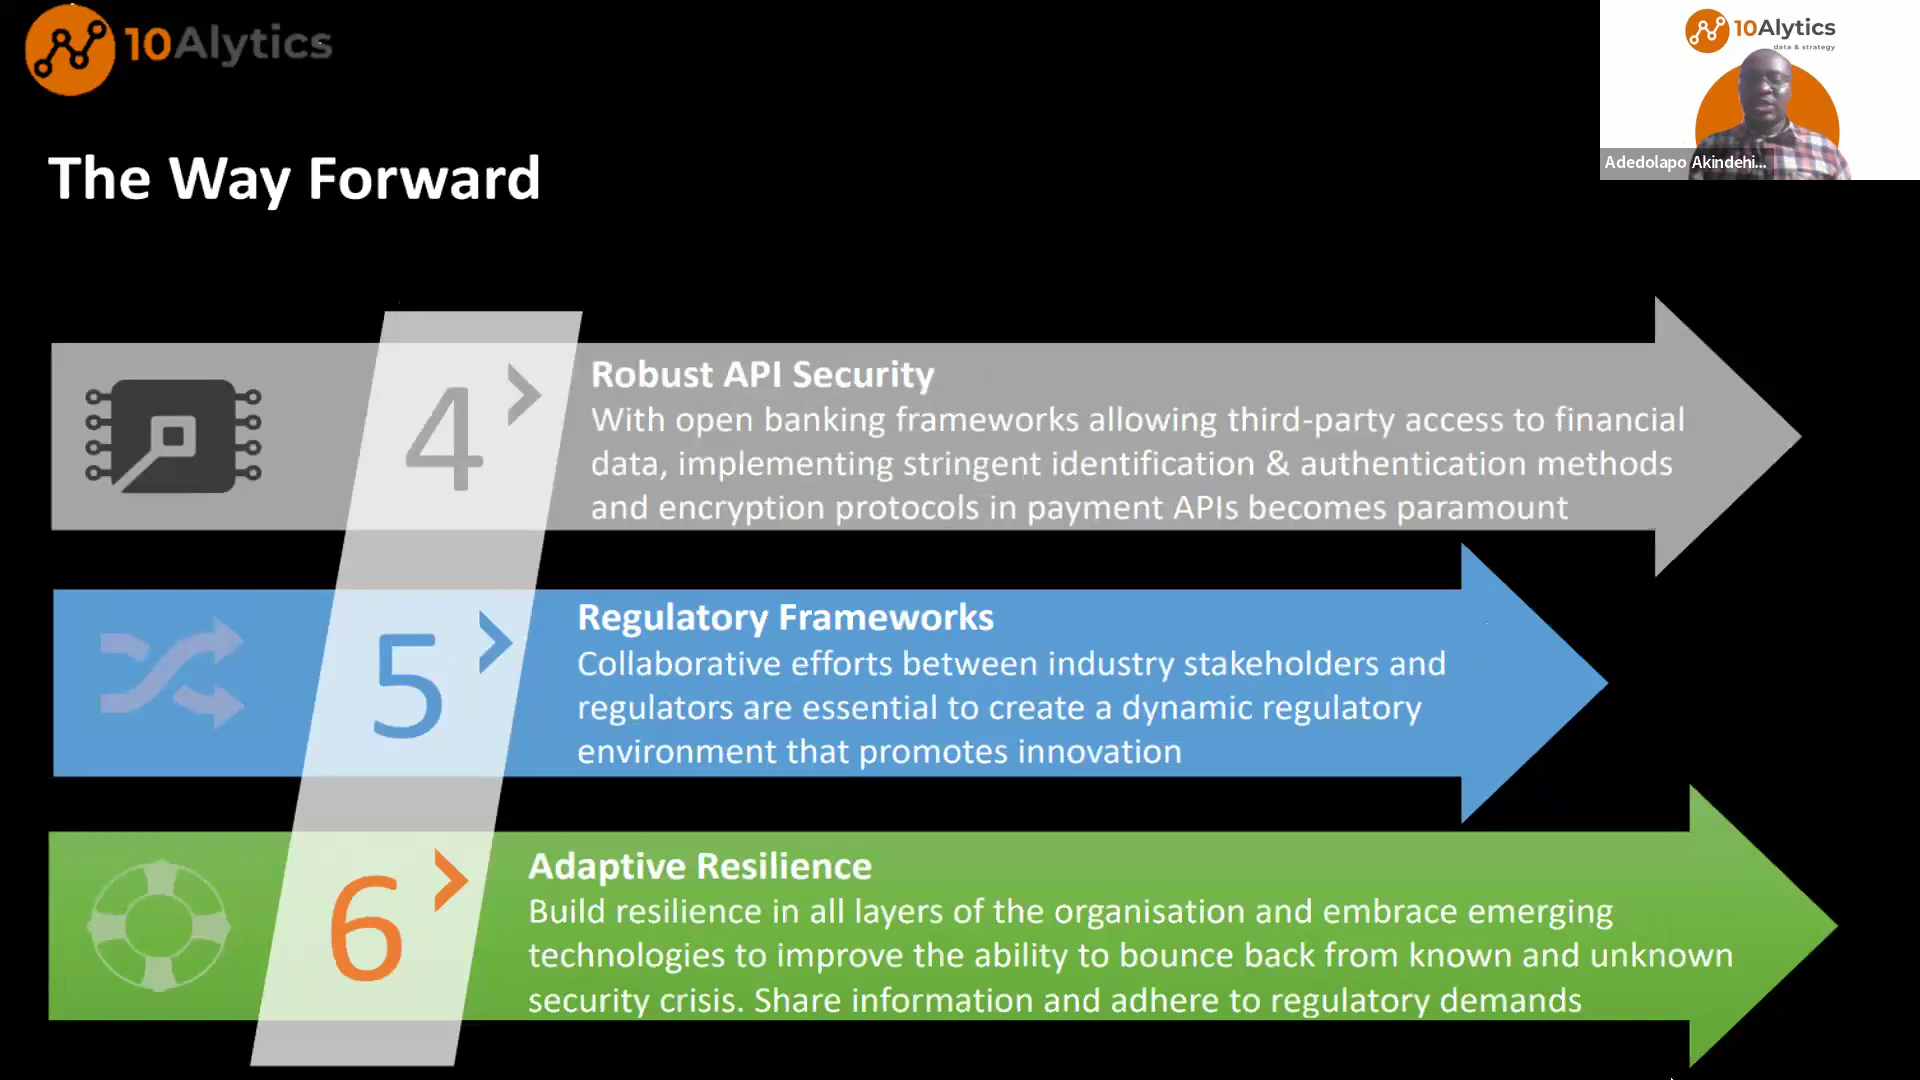 10Alytics
10Alytics
data & strategy
Adedolapo Akindehi...
The Way Forward
4
Robust API Security
With open banking frameworks allowing third-party access to financial
data, implementing stringent identification & authentication methods
and encryption protocols in payment APIs becomes paramount
5
Regulatory Frameworks
Collaborative efforts between industry stakeholders and
regulators are essential to create a dynamic regulatory
environment that promotes innovation
6
Adaptive Resilience
Build resilience in all layers of the organisation and embrace emerging
technologies to improve the ability to bounce back from known and unknown
security crisis. Share information and adhere to regulatory demands